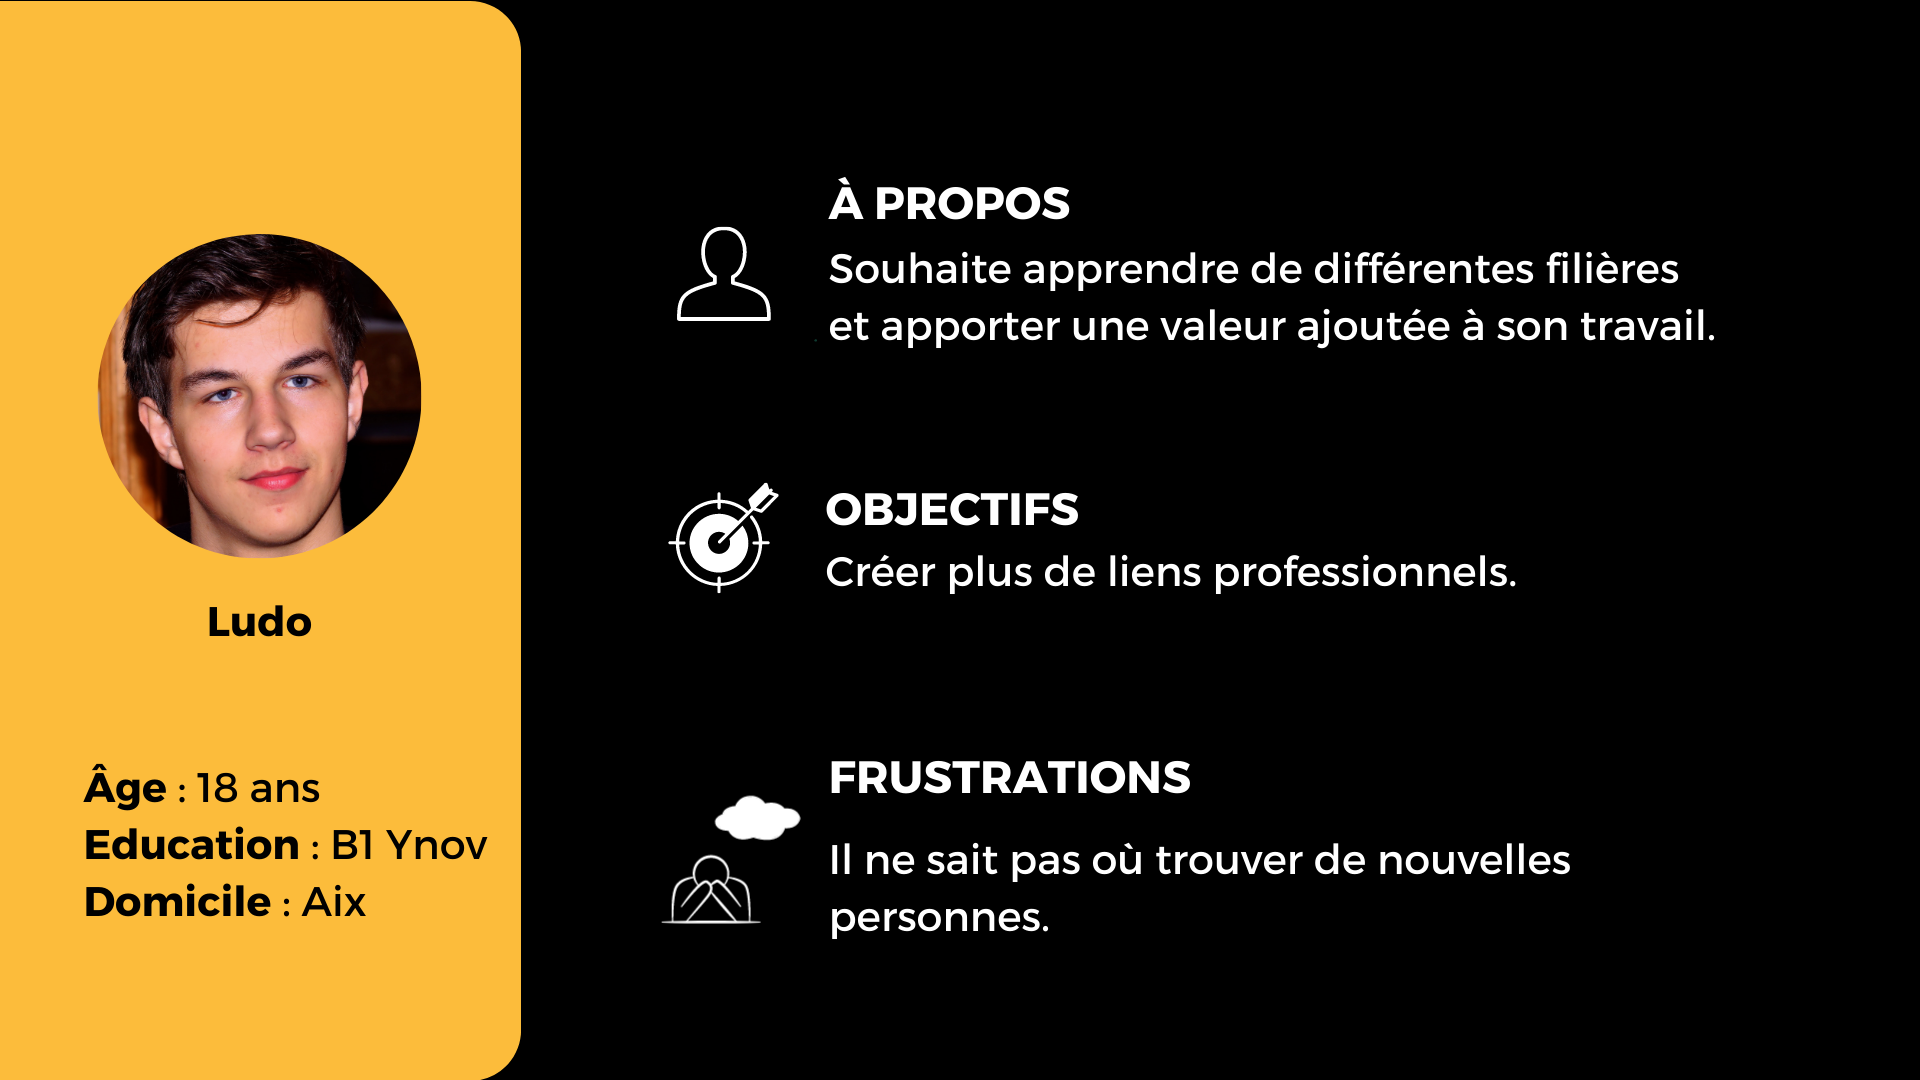 Ludo
Âge : 18 ans
Education : B1 Ynov
Domicile : Aix
À PROPOS
Souhaite apprendre de différentes filières
et apporter une valeur ajoutée à son travail.
OBJECTIFS
Créer plus de liens professionnels.
FRUSTRATIONS
Il ne sait pas où trouver de nouvelles
personnes.